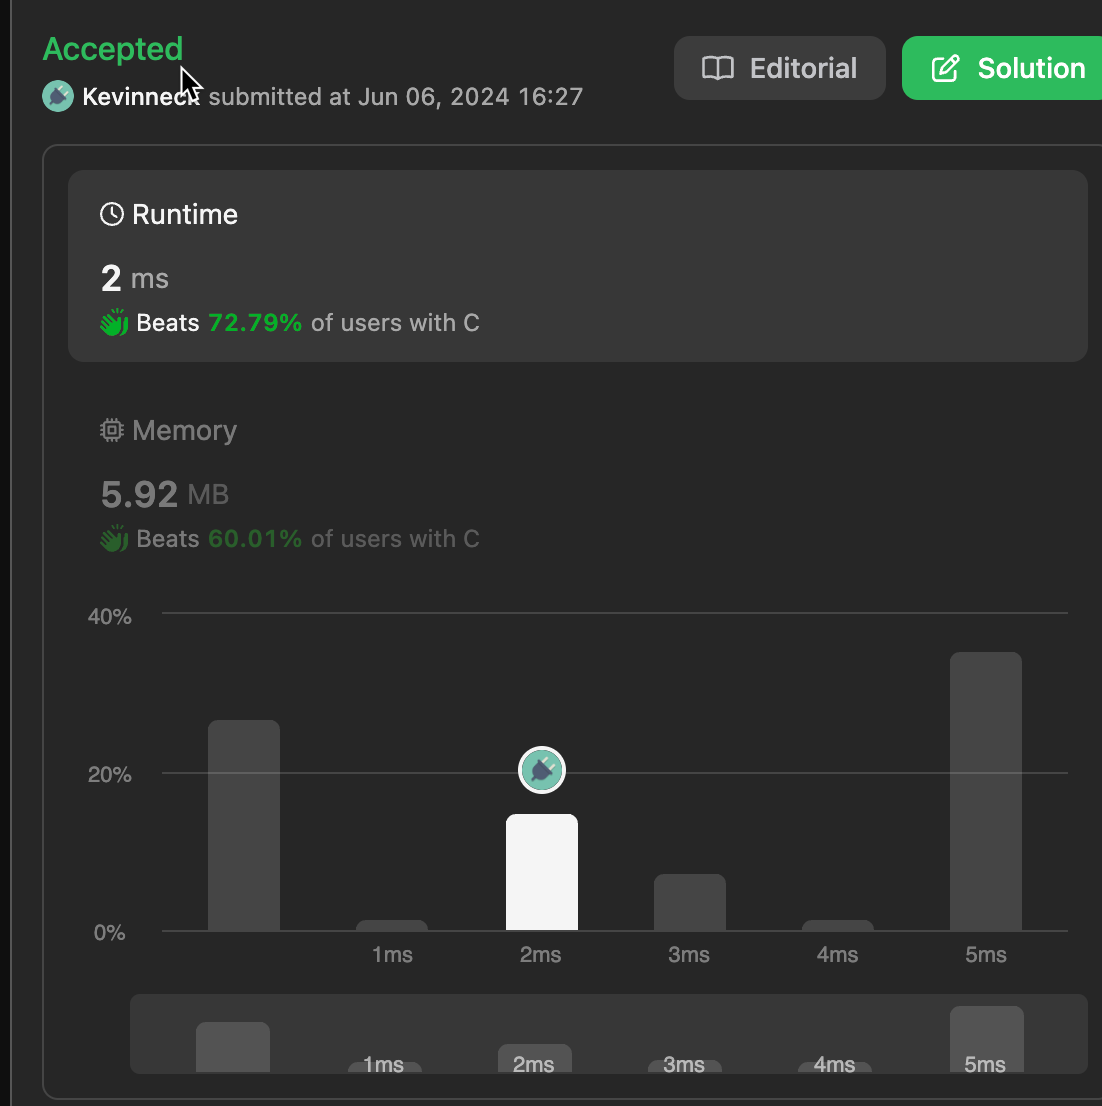 Accepted
Kevinneck submitted at Jun 06, 2024 16:27
Editorial
Solution
Runtime
2 ms
Beats 72.79% of users with C
Memory
5.92 MB
Beats 60.01% of users with C
40%
20%
0%
1ms 2ms 3ms 4ms 5ms
1ms 2ms 3ms 4ms 5ms